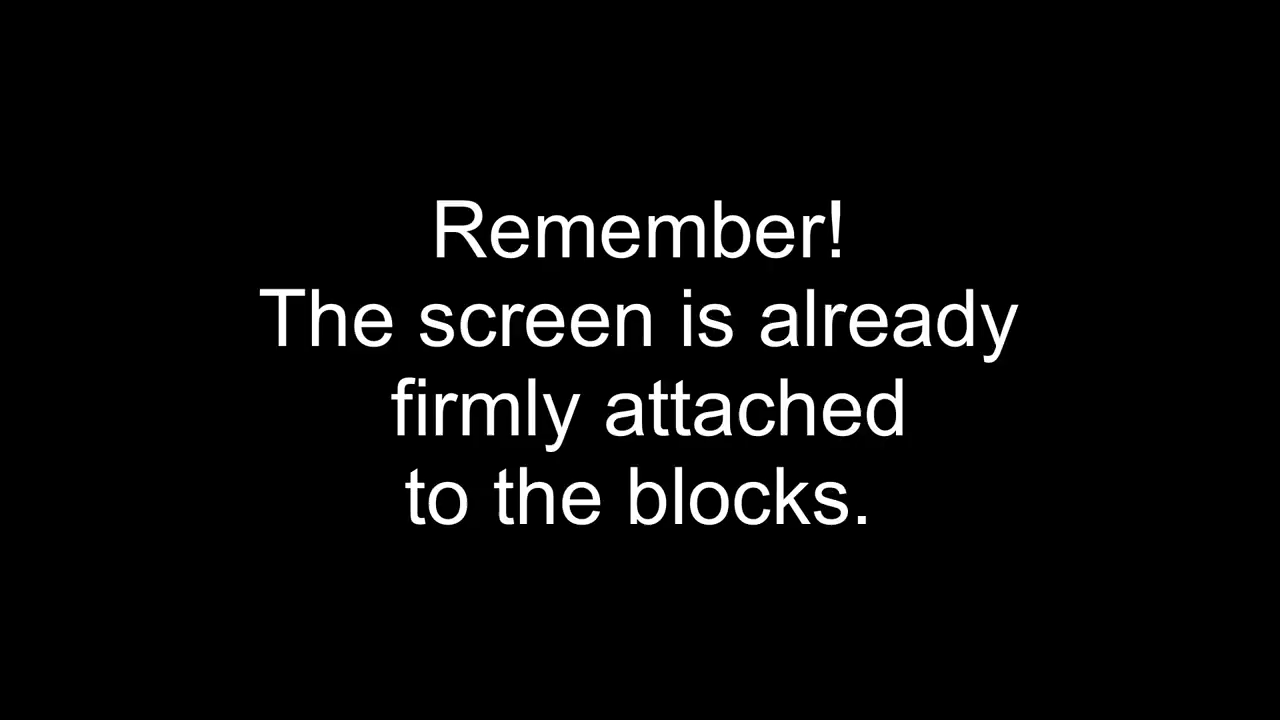 Remember!
The screen is already
firmly attached
to the blocks.